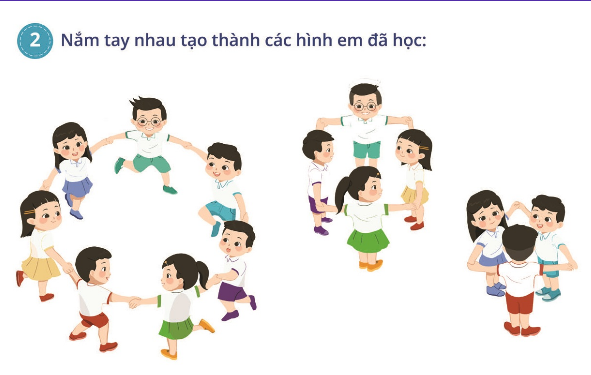 2 Nắm tay nhau tạo thành các hình em đã học: